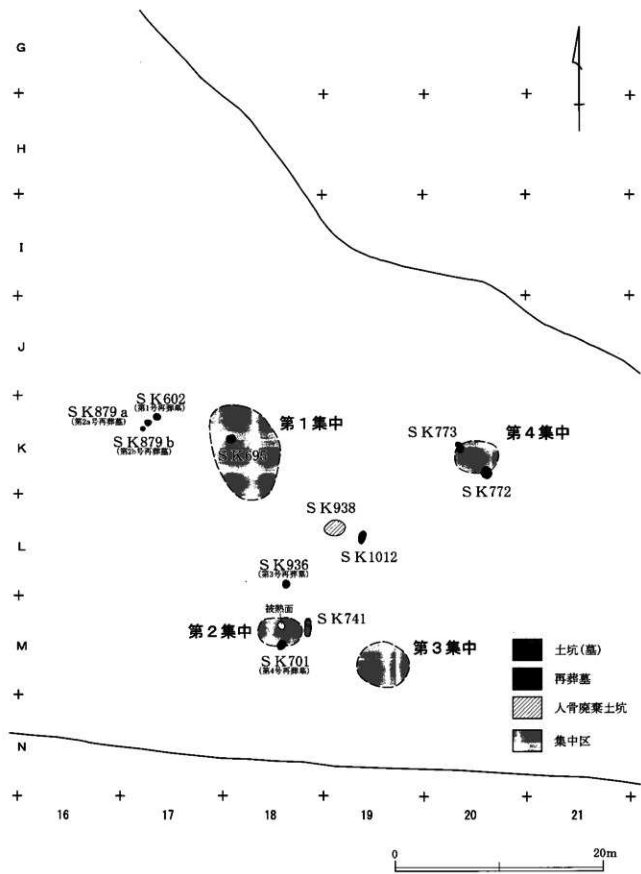 G
H
I
J
SK602
(第1号再葬墓)
SK879a
(第2a号再葬墓)
SK879b
(第2b号再葬墓)
第1集中
SK695
SK773
第4集中
SK772
K
SK938
SK1012
L
SK936
(第3号再葬墓)
被熱面
SK741
第2集中
SK701
(第4号再葬墓)
第3集中
M
土坑(墓)
再葬墓
人骨廃棄土坑
集中区
N
16 17 18 19 20 21
0 20m